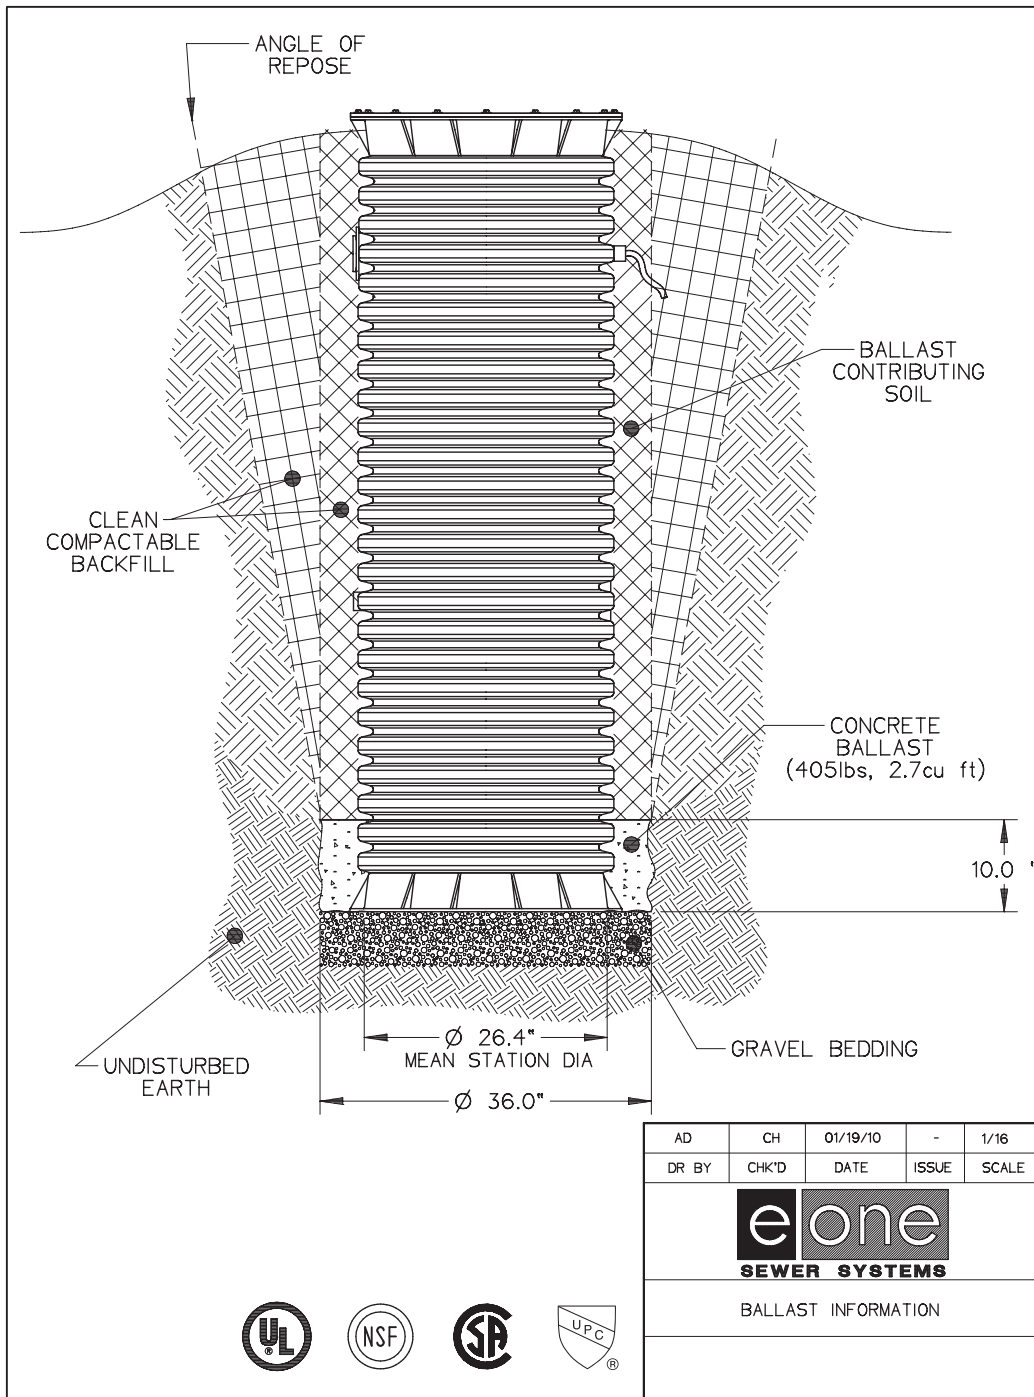 ANGLE OF
REPOSE
BALLAST
CONTRIBUTING
SOIL
CLEAN
COMPACTABLE
BACKFILL
CONCRETE
BALLAST
(405lbs, 2.7cu ft)
10.0 "
UNDISTURBED
EARTH
GRAVEL BEDDING
Ø 26.4"
MEAN STATION DIA
Ø 36.0"
AD CH 01/19/10 - 1/16
DR BY CHK'D DATE ISSUE SCALE
e one
SEWER SYSTEMS
BALLAST INFORMATION
UL ®
NSF
SA
UPC ®